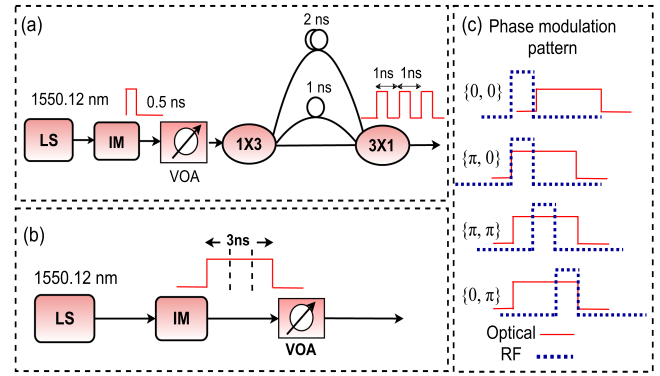 (a)
2 ns
1ns 1ns
1 ns
1550.12 nm
0.5 ns
LS
IM
VOA
1X3
3X1
(b)
3ns
1550.12 nm
LS
IM
VOA
(c) Phase modulation
pattern
{0, 0}
{π, 0}
{π, π}
{0, π}
Optical
RF